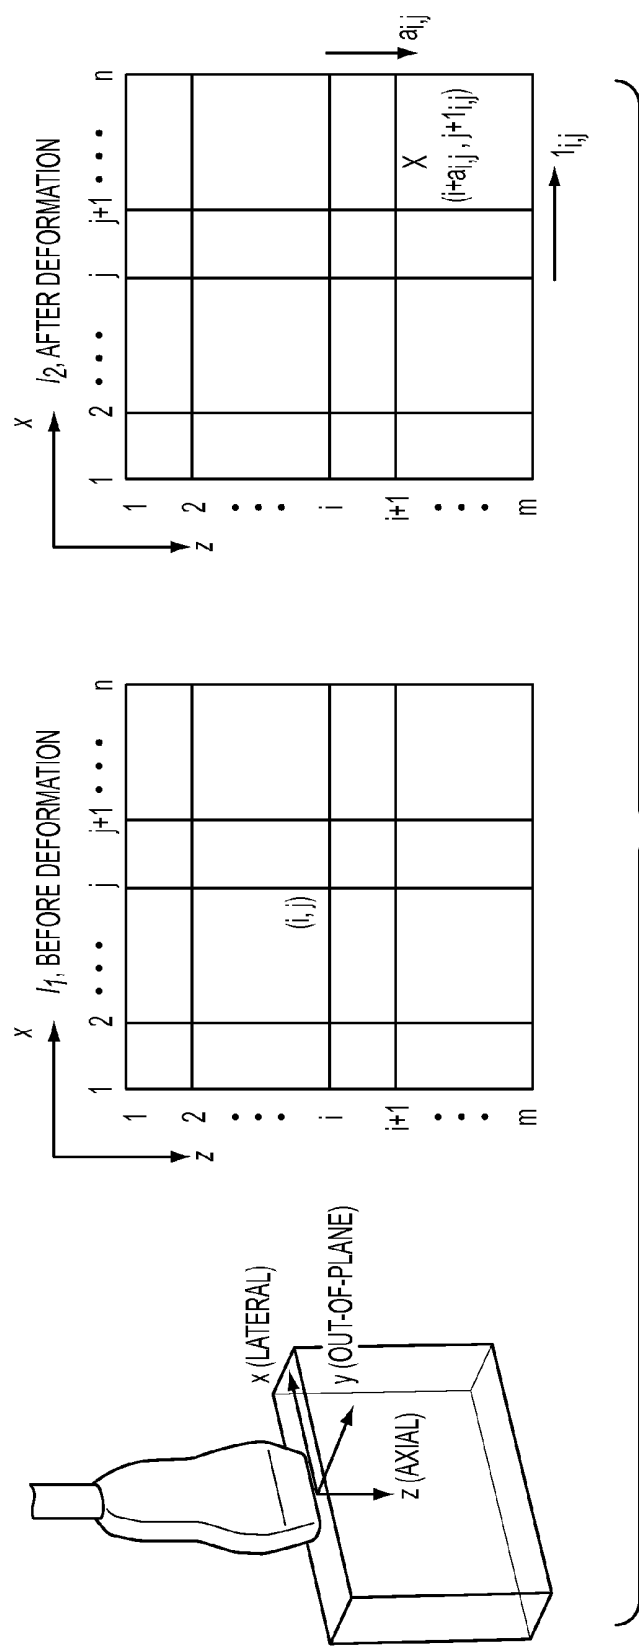 x (LATERAL)
y (OUT-OF-PLANE)
z (AXIAL)
X
I1, BEFORE DEFORMATION
z
1 2 ••• j j+1 ••• n
1
2
•••
i
i+1
•••
m
(i, j)
X
I2, AFTER DEFORMATION
z
1 2 ••• j j+1 ••• n
1
2
•••
i
i+1
•••
m
X
(i+ai,j , j+1i,j)
ai,j
1i,j